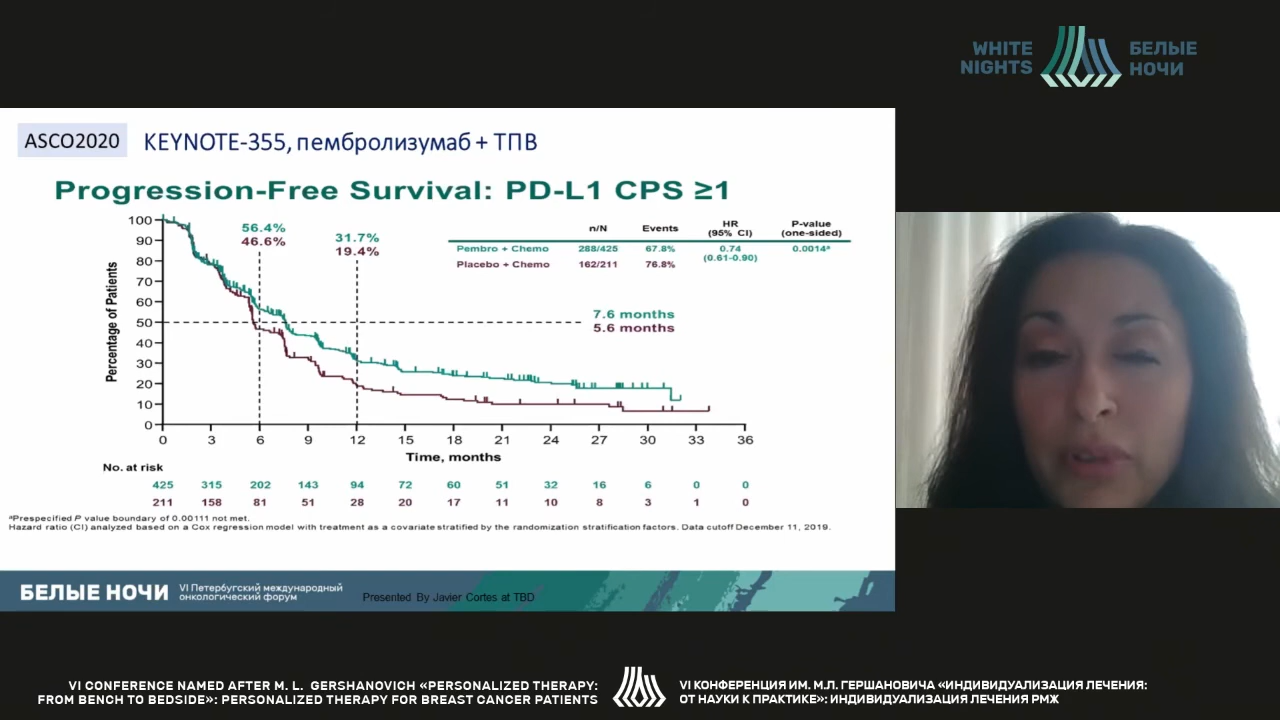 WHITE
NIGHTS
БЕЛЫЕ
НОЧИ
ASCO2020
KEYNOTE-355, пембролизумаб + ТПВ
Progression-Free Survival: PD-L1 CPS ≥1
n/N Events HR (95% CI) P-value (one-sided)
Pembro + Chemo 288/425 67.8% 0.74 (0.61-0.90) 0.0014ª
Placebo + Chemo 162/211 76.8%
56.4%
46.6%
31.7%
19.4%
7.6 months
5.6 months
Percentage of Patients
100
90
80
70
60
50
40
30
20
10
0
0 3 6 9 12 15 18 21 24 27 30 33 36
Time, months
No. at risk
425 315 202 143 94 72 60 51 32 16 6 0 0
211 158 81 51 28 20 17 11 10 8 3 1 0
ªPrespecified P value boundary of 0.00111 not met.
Hazard ratio (CI) analyzed based on a Cox regression model with treatment as a covariate stratified by the randomization stratification factors. Data cutoff December 11, 2019.
БЕЛЫЕ НОЧИ
VI Петербугский международный
онкологический форум
Presented By Javier Cortes at TBD
VI CONFERENCE NAMED AFTER M. L. GERSHANOVICH «PERSONALIZED THERAPY:
FROM BENCH TO BEDSIDE»: PERSONALIZED THERAPY FOR BREAST CANCER PATIENTS
VI КОНФЕРЕНЦИЯ ИМ. М.Л. ГЕРШАНОВИЧА «ИНДИВИДУАЛИЗАЦИЯ ЛЕЧЕНИЯ:
ОТ НАУКИ К ПРАКТИКЕ»: ИНДИВИДУАЛИЗАЦИЯ ЛЕЧЕНИЯ РМЖ